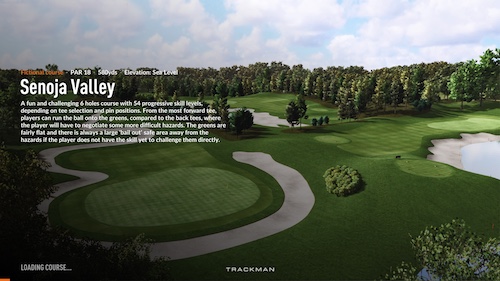 Fictional course - PAR 18 - 580yds - Elevation: Sea Level
Senoja Valley
A fun and challenging 6 holes course with 54 progressive skill levels,
depending on tee selection and pin positions. From the most forward tee,
players can run the ball onto the greens, compared to the back tees, where
the player will have to negotiate some more difficult hazards. The greens are
fairly flat and there is always a large 'bail out' safe area away from the
hazards if the player does not have the skill yet to challenge them directly.
LOADING COURSE...
TRACKMAN